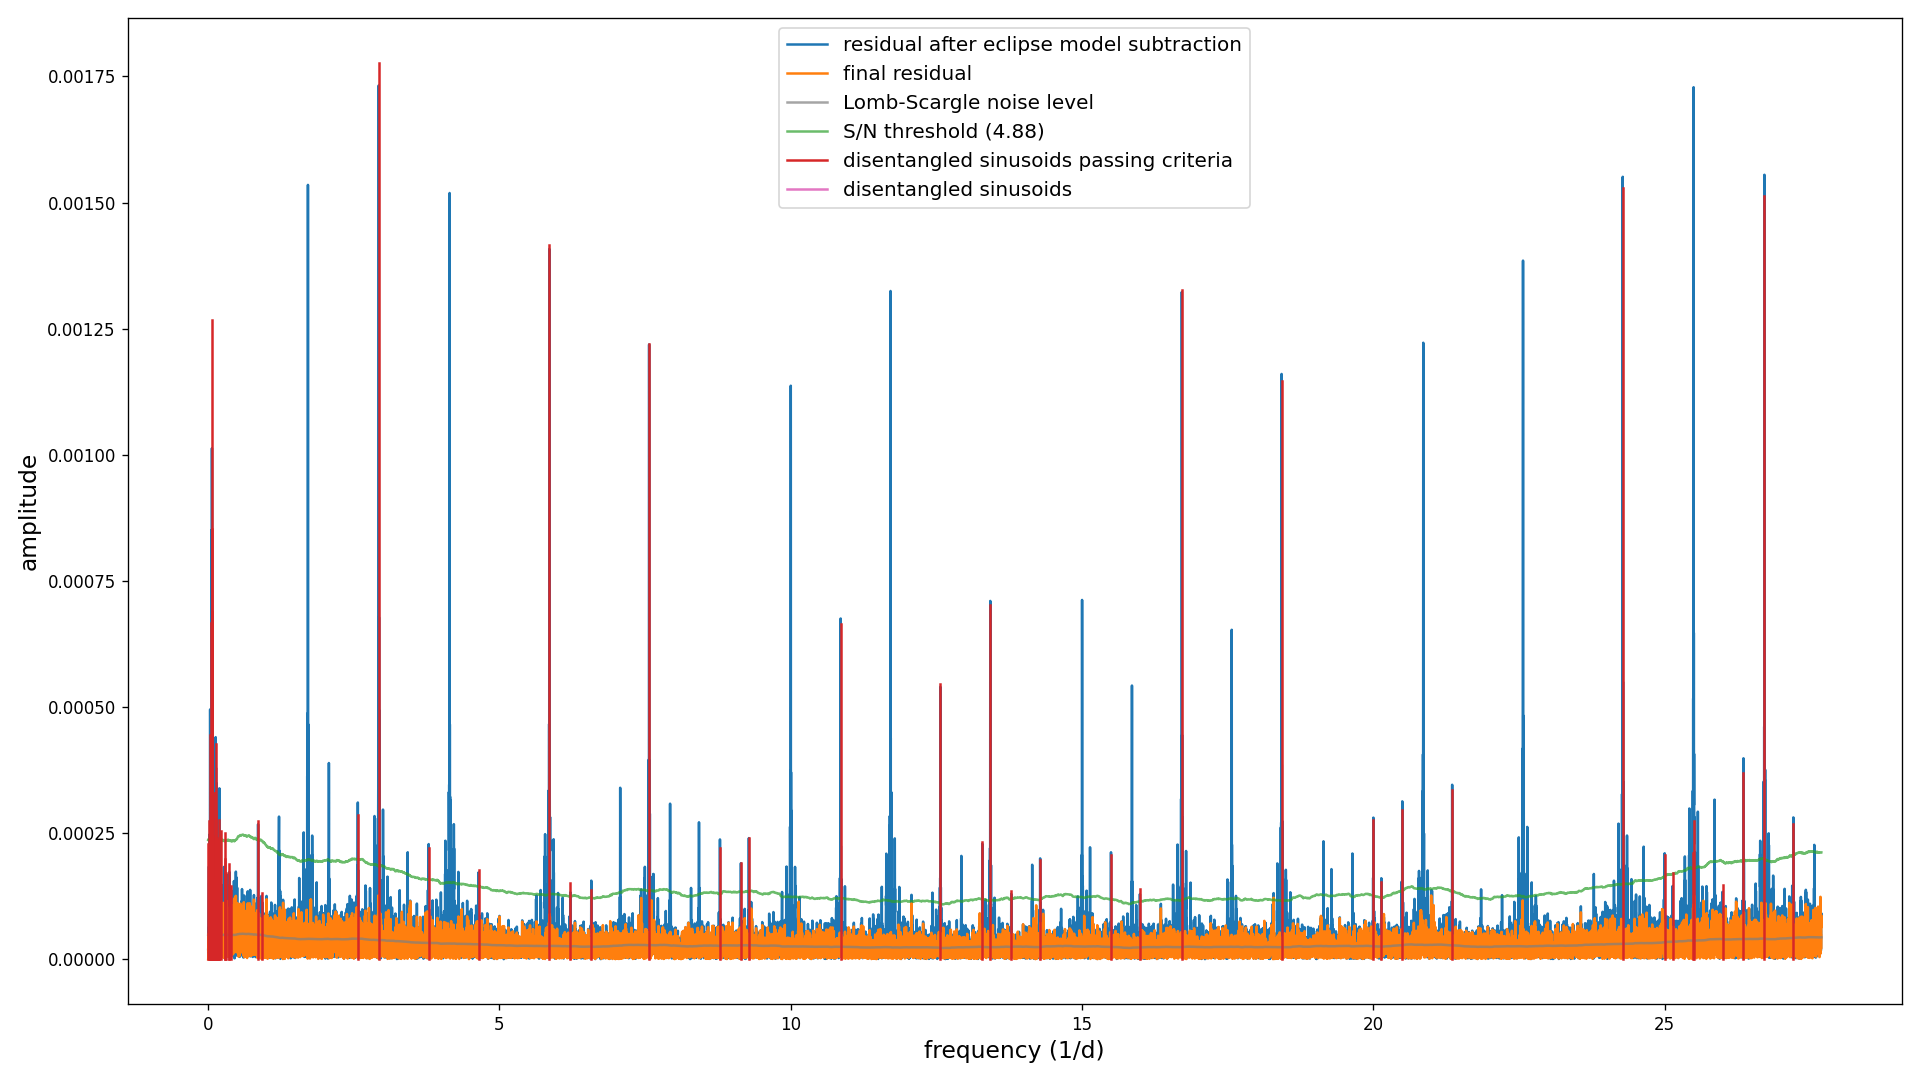 residual after eclipse model subtraction
final residual
Lomb-Scargle noise level
S/N threshold (4.88)
disentangled sinusoids passing criteria
disentangled sinusoids
0.00175
0.00150
0.00125
0.00100
0.00075
0.00050
0.00025
0.00000
amplitude
0 5 10 15 20 25
frequency (1/d)